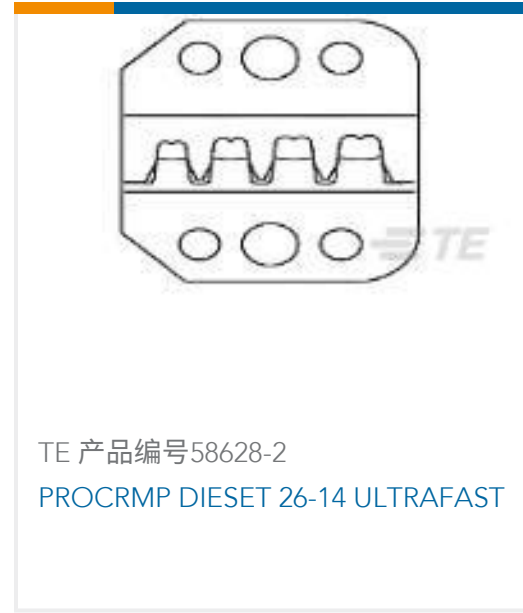 TE
TE 产品编号58628-2
PROCRMP DIESET 26-14 ULTRAFAST